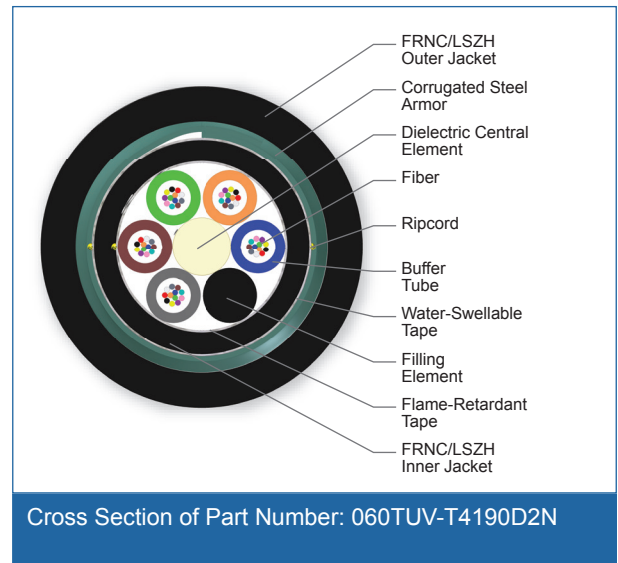 FRNC/LSZH
Outer Jacket
Corrugated Steel
Armor
Dielectric Central
Element
Fiber
Ripcord
Buffer
Tube
Water-Swellable
Tape
Filling
Element
Flame-Retardant
Tape
FRNC/LSZH
Inner Jacket
Cross Section of Part Number: 060TUV-T4190D2N